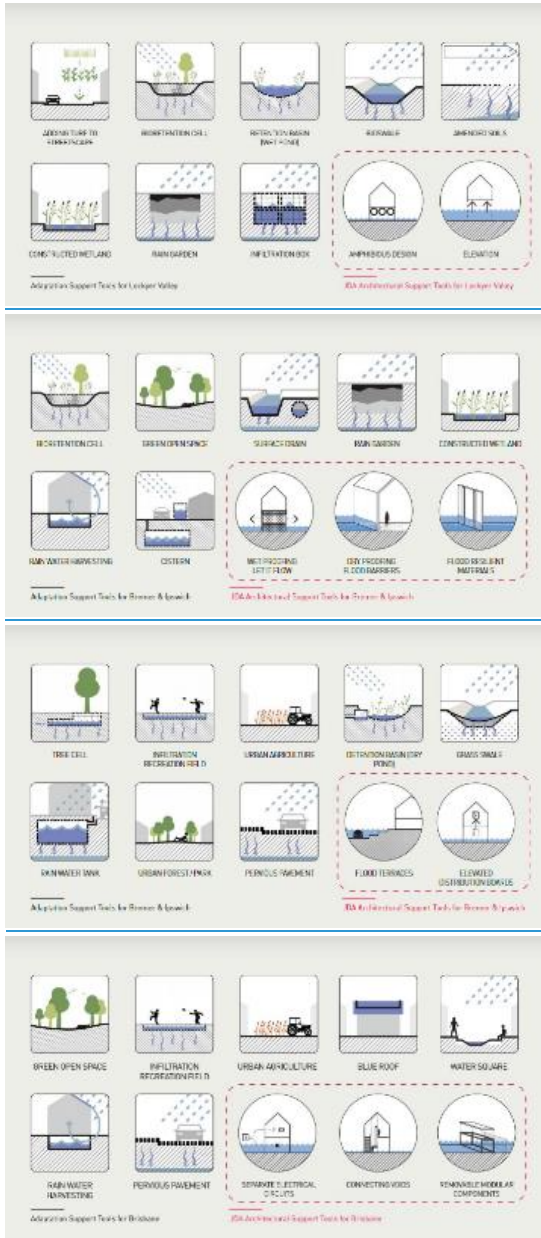 ADDING TURF TO
STREETSCAPE
BIORETENTION CELL
RETENTION BASIN
(WET POND)
BIOSWALE
AMENDED SOILS
CONSTRUCTED WETLAND
RAIN GARDEN
INFILTRATION BOX
AMPHIBIOUS DESIGN
ELEVATION
Adaptation Support Tools for Lockyer Valley
JDA Architectural Support Tools for Lockyer Valley
BIORETENTION CELL
GREEN OPEN SPACE
SURFACE DRAIN
RAIN GARDEN
CONSTRUCTED WETLAND
RAIN WATER HARVESTING
CISTERN
WET PROOFING
LET IT FLOW
DRY PROOFING
FLOOD BARRIERS
FLOOD RESILIENT
MATERIALS
Adaptation Support Tools for Bremer & Ipswich
JDA Architectural Support Tools for Bremer & Ipswich
TREE CELL
INFILTRATION
RECREATION FIELD
URBAN AGRICULTURE
DETENTION BASIN (DRY
POND)
GRASS SWALE
RAIN WATER TANK
URBAN FOREST/PARK
PERVIOUS PAVEMENT
FLOOD TERRACES
ELEVATED
DISTRIBUTION BOARDS
Adaptation Support Tools for Bremer & Ipswich
JDA Architectural Support Tools for Bremer & Ipswich
GREEN OPEN SPACE
INFILTRATION
RECREATION FIELD
URBAN AGRICULTURE
BLUE ROOF
WATER SQUARE
RAIN WATER
HARVESTING
PERVIOUS PAVEMENT
SEPARATE ELECTRICAL
CIRCUITS
CONNECTING VOIDS
REMOVABLE MODULAR
COMPONENTS
Adaptation Support Tools for Brisbane
JDA Architectural Support Tools for Brisbane